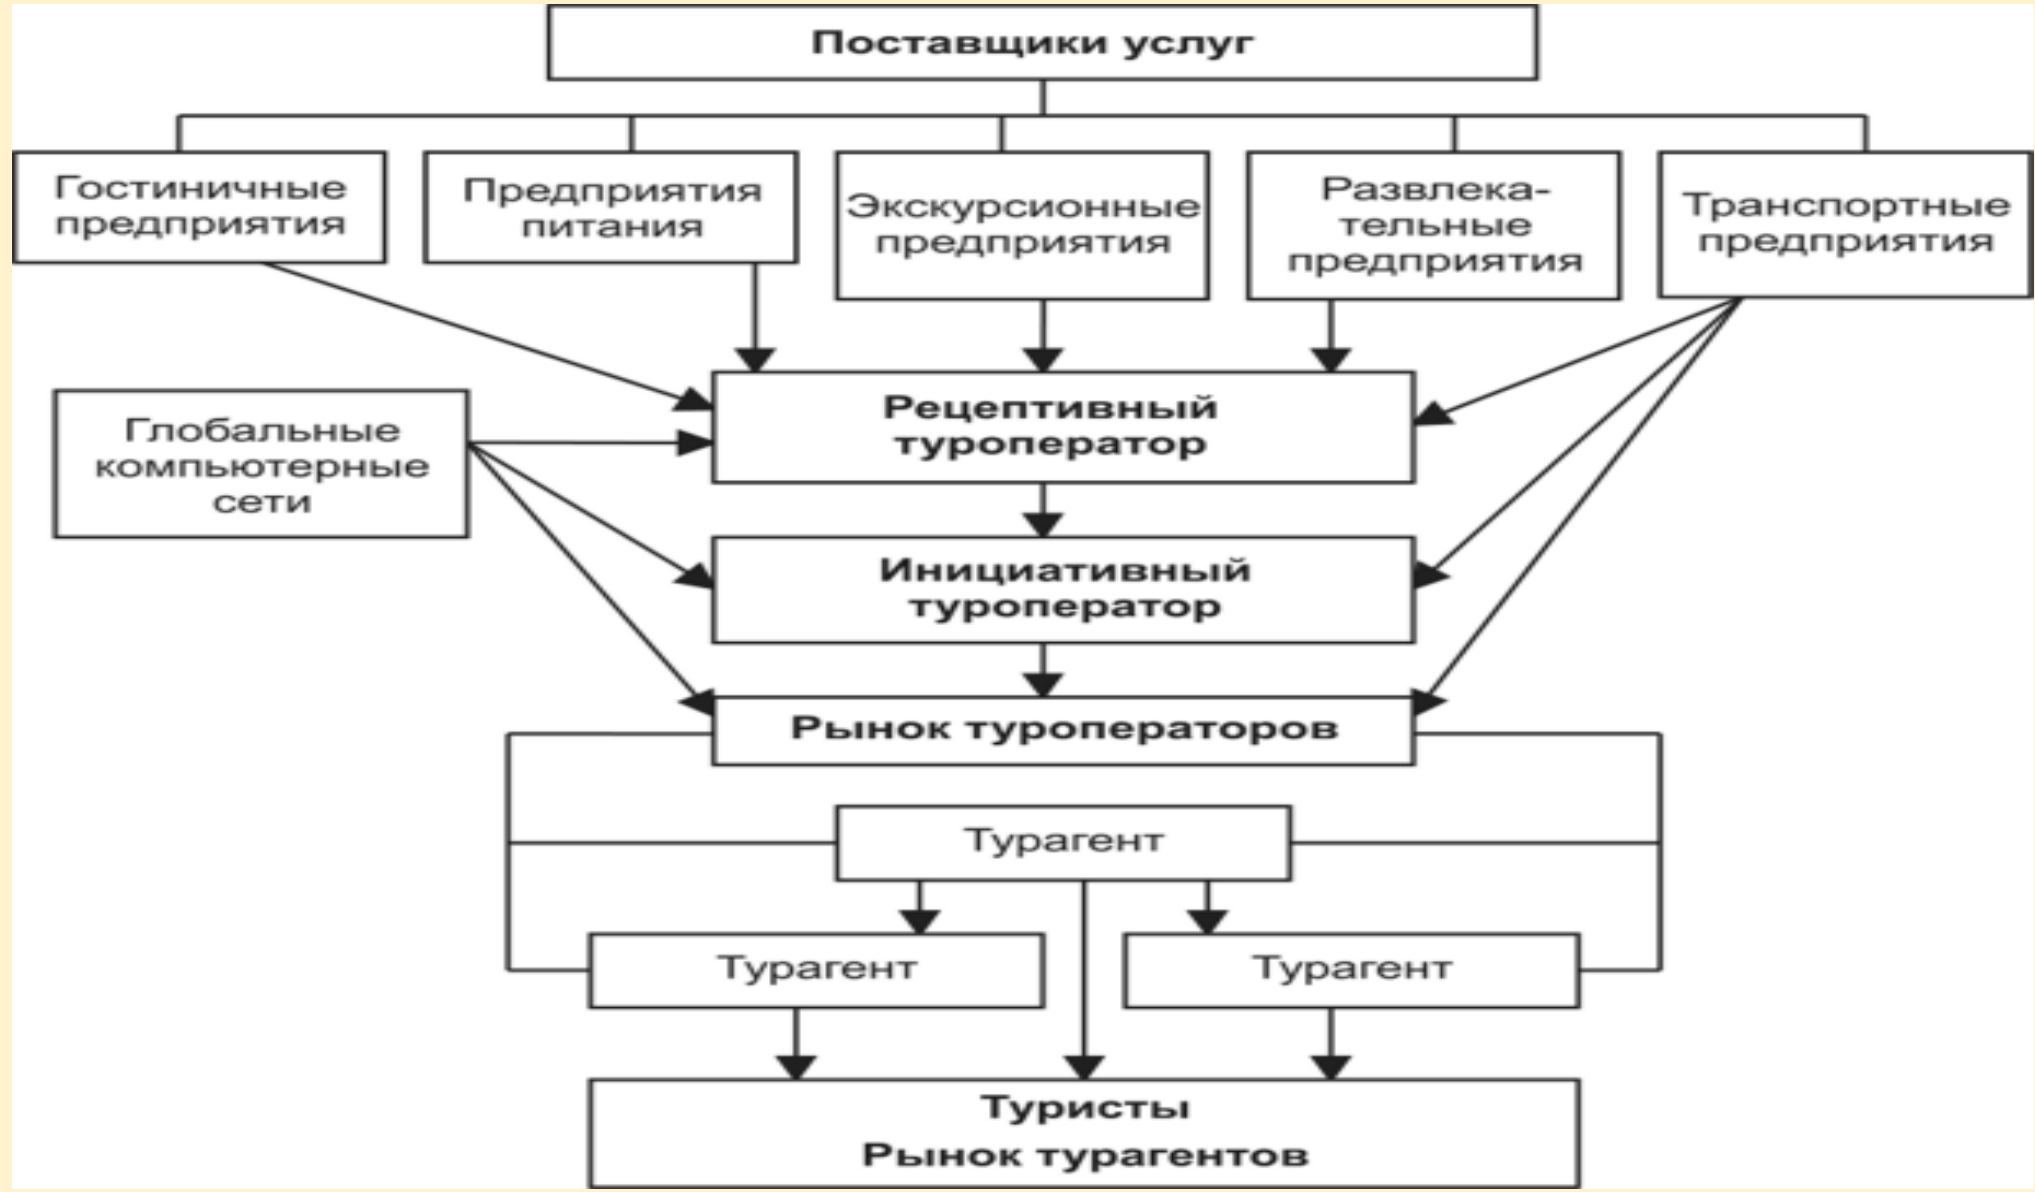 Поставщики услуг
Гостиничные
предприятия
Предприятия
питания
Экскурсионные
предприятия
Развлека-
тельные
предприятия
Транспортные
предприятия
Глобальные
компьютерные
сети
Рецептивный
туроператор
Инициативный
туроператор
Рынок туроператоров
Турагент
Турагент
Турагент
Туристы
Рынок турагентов